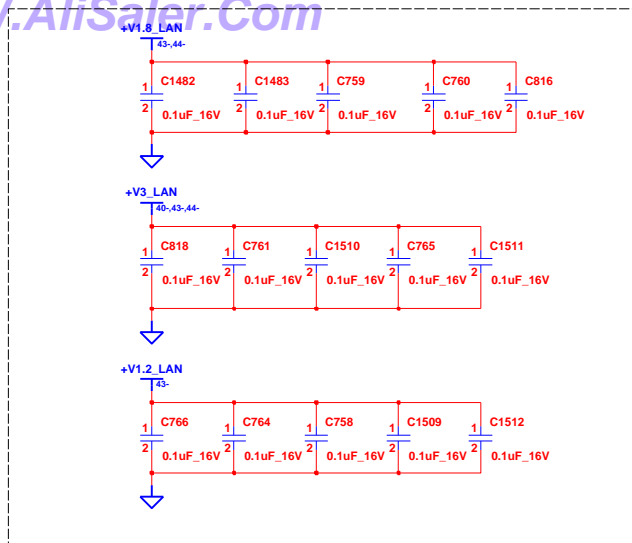 V.AliSaler.Com
+V1.8_LAN
43-,44-
C1482 C1483 C759 C760 C816
1 1 1 1 1
2 2 2 2 2
0.1uF_16V 0.1uF_16V 0.1uF_16V 0.1uF_16V 0.1uF_16V
+V3_LAN
40-,43-,44-
C818 C761 C1510 C765 C1511
1 1 1 1 1
2 2 2 2 2
0.1uF_16V 0.1uF_16V 0.1uF_16V 0.1uF_16V 0.1uF_16V
+V1.2_LAN
43-
C766 C764 C758 C1509 C1512
1 1 1 1 1
2 2 2 2 2
0.1uF_16V 0.1uF_16V 0.1uF_16V 0.1uF_16V 0.1uF_16V